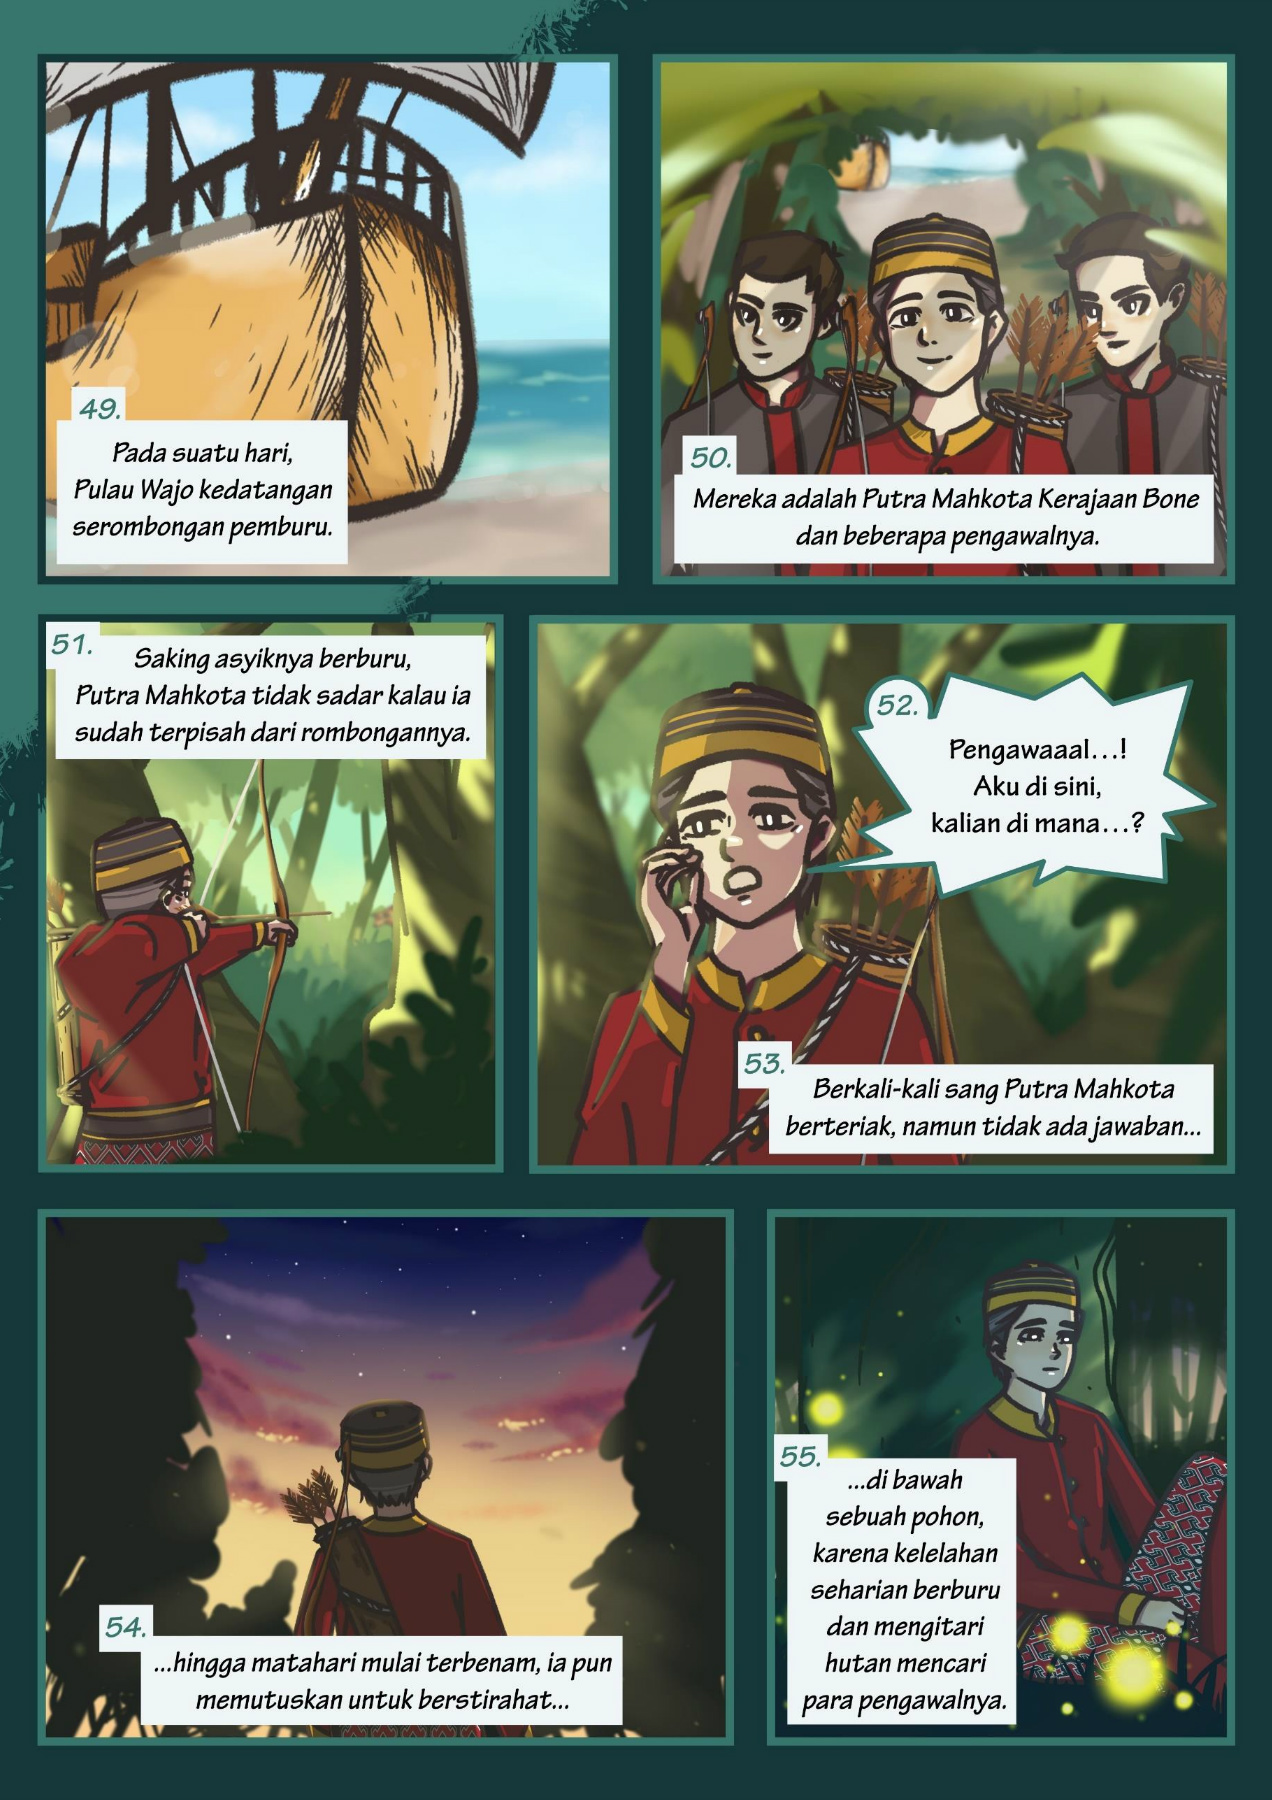 49.
Pada suatu hari,
Pulau Wajo kedatangan
serombongan pemburu.
50.
Mereka adalah Putra Mahkota Kerajaan Bone
dan beberapa pengawalnya.
51.
Saking asyiknya berburu,
Putra Mahkota tidak sadar kalau ia
sudah terpisah dari rombongannya.
52.
Pengawaaal...!
Aku di sini,
kalian di mana...?
53.
Berkali-kali sang Putra Mahkota
berteriak, namun tidak ada jawaban...
54.
...hingga matahari mulai terbenam, ia pun
memutuskan untuk berstirahat...
55.
...di bawah
sebuah pohon,
karena kelelahan
seharian berburu
dan mengitari
hutan mencari
para pengawalnya.